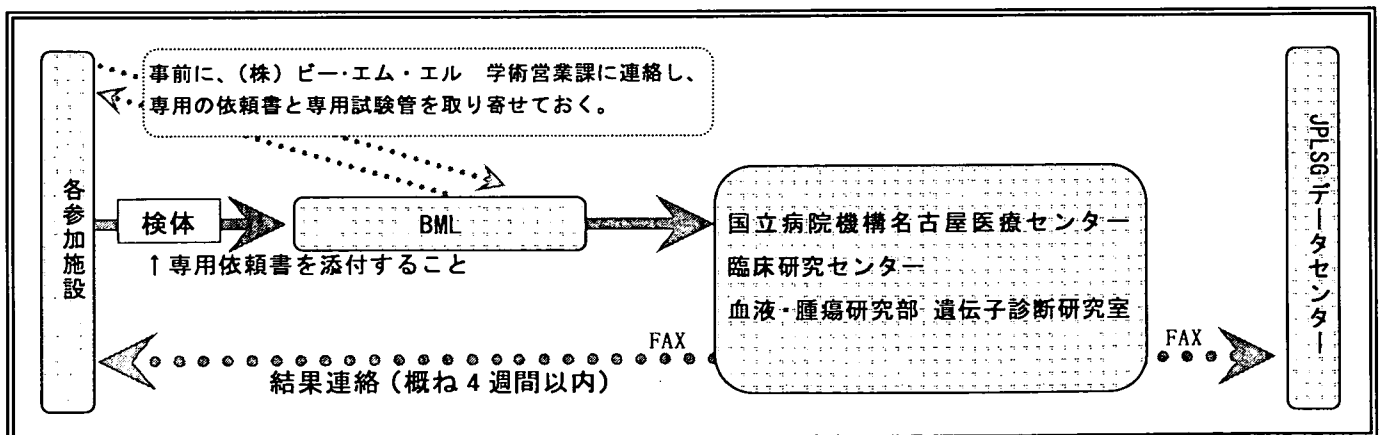 事前に、（株）ビー・エム・エル　学術営業課に連絡し、
専用の依頼書と専用試験管を取り寄せておく。
各参加施設
検体
BML
↑専用依頼書を添付すること
国立病院機構名古屋医療センター
臨床研究センター
血液・腫瘍研究部 遺伝子診断研究室
JPLSGデータセンター
FAX
FAX
結果連絡（概ね４週間以内）